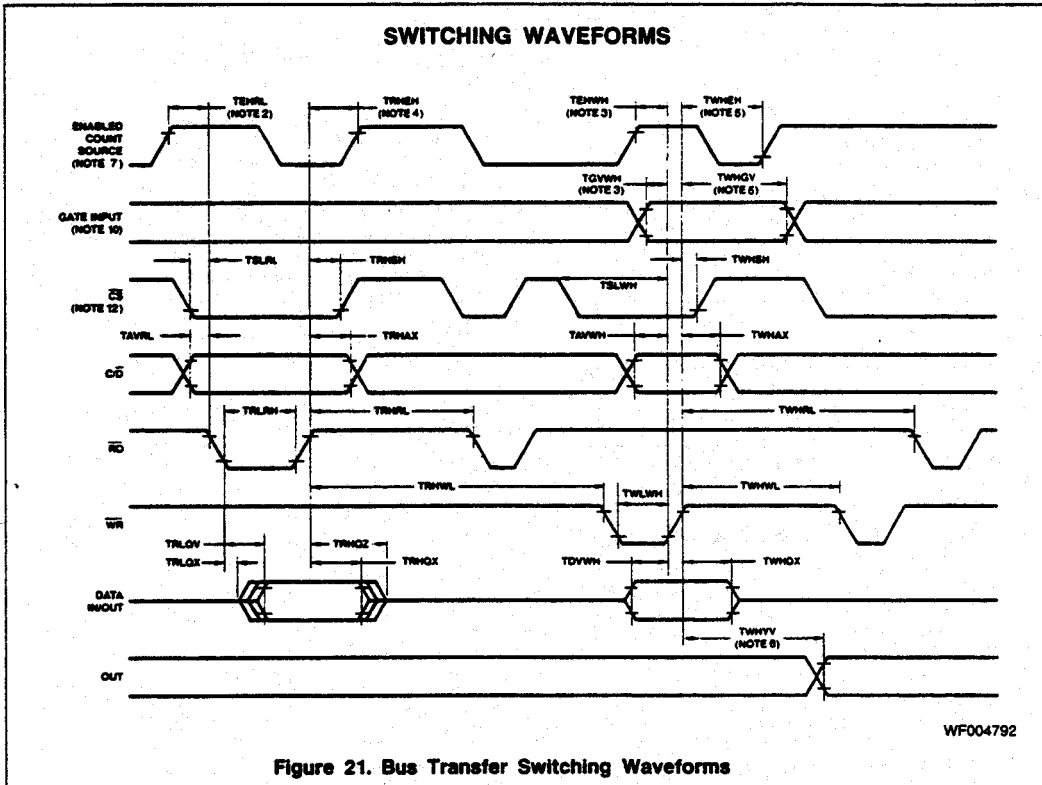 SWITCHING WAVEFORMS
TEHRL
(NOTE 2)
TRHEH
(NOTE 4)
TEHWH
(NOTE 3)
TWHEH
(NOTE 5)
ENABLED
COUNT
SOURCE
(NOTE 7)
TGVWH
(NOTE 3)
TWHGV
(NOTE 5)
GATE INPUT
(NOTE 10)
TSLRL
TRHSH
TSLWH
TWHSH
CS
(NOTE 12)
TAVRL
TRHAX
TAVWH
TWHAX
C/D
TRLRH
TRHRL
TWHRL
RD
TRHWL
TWLWH
TWHWL
WR
TRLQV
TRHQZ
TRLQX
TRHQX
TDVWH
TWHDX
DATA
IN/OUT
TWHYV
(NOTE 6)
OUT
WF004792
Figure 21. Bus Transfer Switching Waveforms